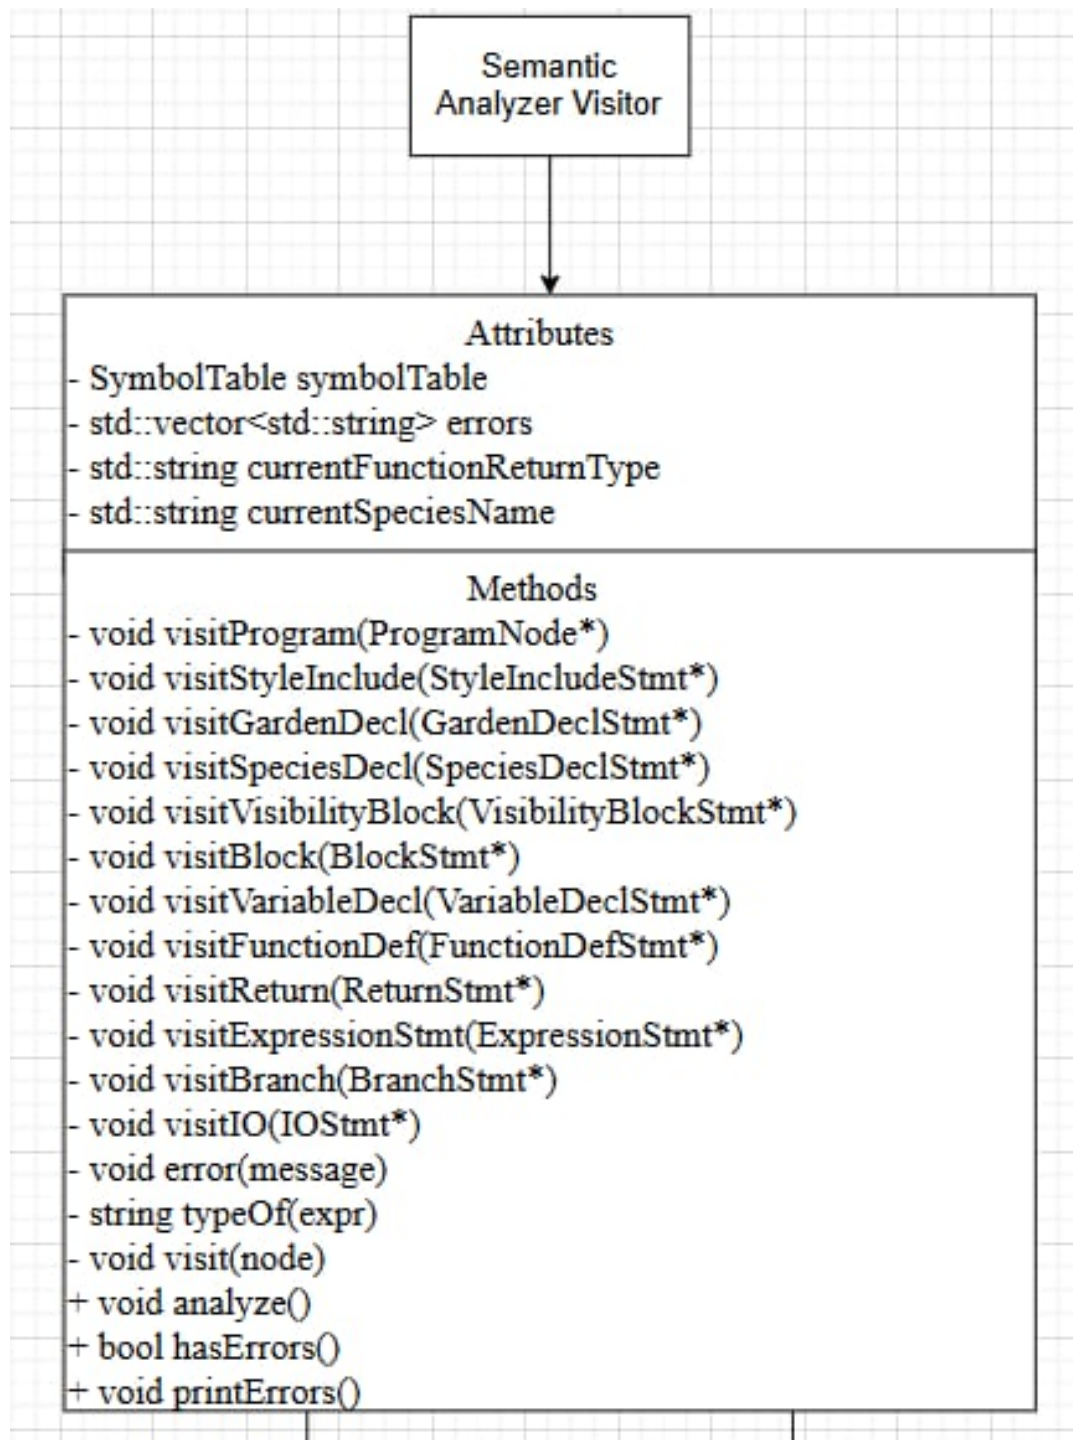 Semantic
Analyzer Visitor
Attributes
- SymbolTable symbolTable
- std::vector<std::string> errors
- std::string currentFunctionReturnType
- std::string currentSpeciesName
Methods
- void visitProgram(ProgramNode*)
- void visitStyleInclude(StyleIncludeStmt*)
- void visitGardenDecl(GardenDeclStmt*)
- void visitSpeciesDecl(SpeciesDeclStmt*)
- void visitVisibilityBlock(VisibilityBlockStmt*)
- void visitBlock(BlockStmt*)
- void visitVariableDecl(VariableDeclStmt*)
- void visitFunctionDef(FunctionDefStmt*)
- void visitReturn(ReturnStmt*)
- void visitExpressionStmt(ExpressionStmt*)
- void visitBranch(BranchStmt*)
- void visitIO(IOStmt*)
- void error(message)
- string typeOf(expr)
- void visit(node)
+ void analyze()
+ bool hasErrors()
+ void printErrors()